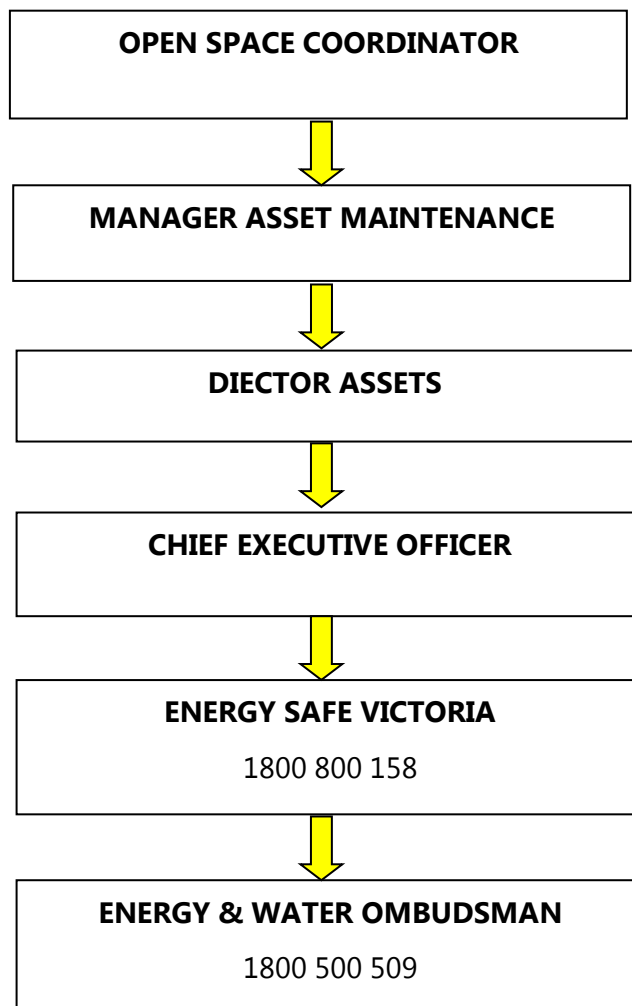 OPEN SPACE COORDINATOR
MANAGER ASSET MAINTENANCE
DIECTOR ASSETS
CHIEF EXECUTIVE OFFICER
ENERGY SAFE VICTORIA
1800 800 158
ENERGY & WATER OMBUDSMAN
1800 500 509